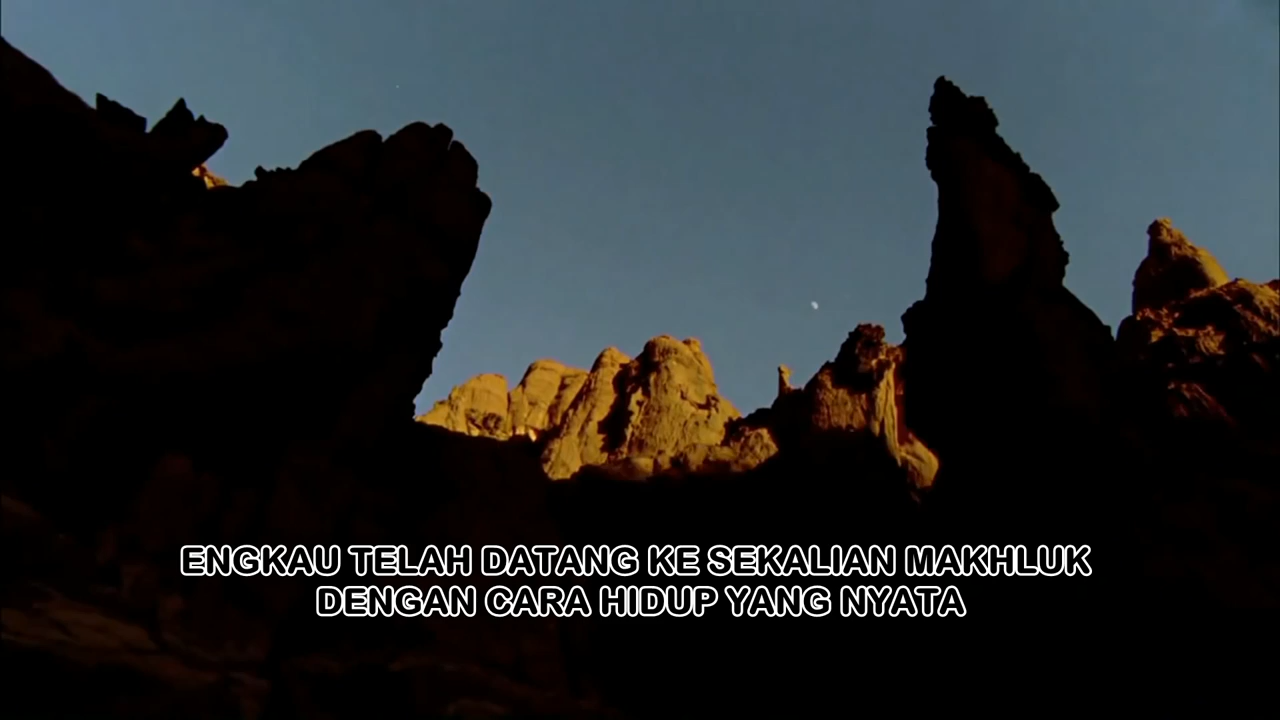 ENGKAU TELAH DATANG KE SEKALIAN MAKHLUK
DENGAN CARA HIDUP YANG NYATA